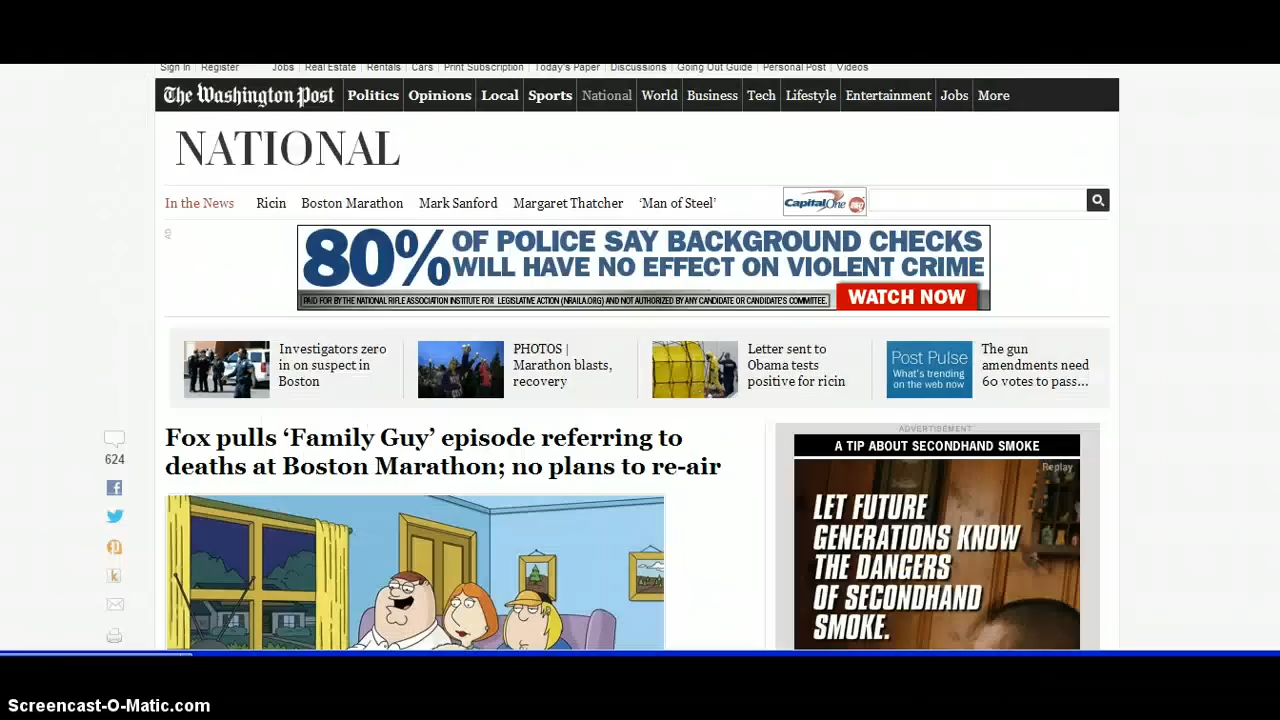 Sign In Register Jobs Real Estate Rentals Cars Print Subscription Today's Paper Discussions Going Out Guide Personal Post Videos
The Washington Post Politics Opinions Local Sports National World Business Tech Lifestyle Entertainment Jobs More
NATIONAL
In the News Ricin Boston Marathon Mark Sanford Margaret Thatcher ‘Man of Steel’
CapitalOne
AD
80% OF POLICE SAY BACKGROUND CHECKS
WILL HAVE NO EFFECT ON VIOLENT CRIME
PAID FOR BY THE NATIONAL RIFLE ASSOCIATION INSTITUTE FOR LEGISLATIVE ACTION (NRAILA.ORG) AND NOT AUTHORIZED BY ANY CANDIDATE OR CANDIDATE'S COMMITTEE.
WATCH NOW
Investigators zero
in on suspect in
Boston
PHOTOS |
Marathon blasts,
recovery
Letter sent to
Obama tests
positive for ricin
Post Pulse
What's trending
on the web now
The gun
amendments need
60 votes to pass...
624
Fox pulls ‘Family Guy’ episode referring to
deaths at Boston Marathon; no plans to re-air
ADVERTISEMENT
A TIP ABOUT SECONDHAND SMOKE
Replay
LET FUTURE
GENERATIONS KNOW
THE DANGERS
OF SECONDHAND
SMOKE.
Screencast-O-Matic.com